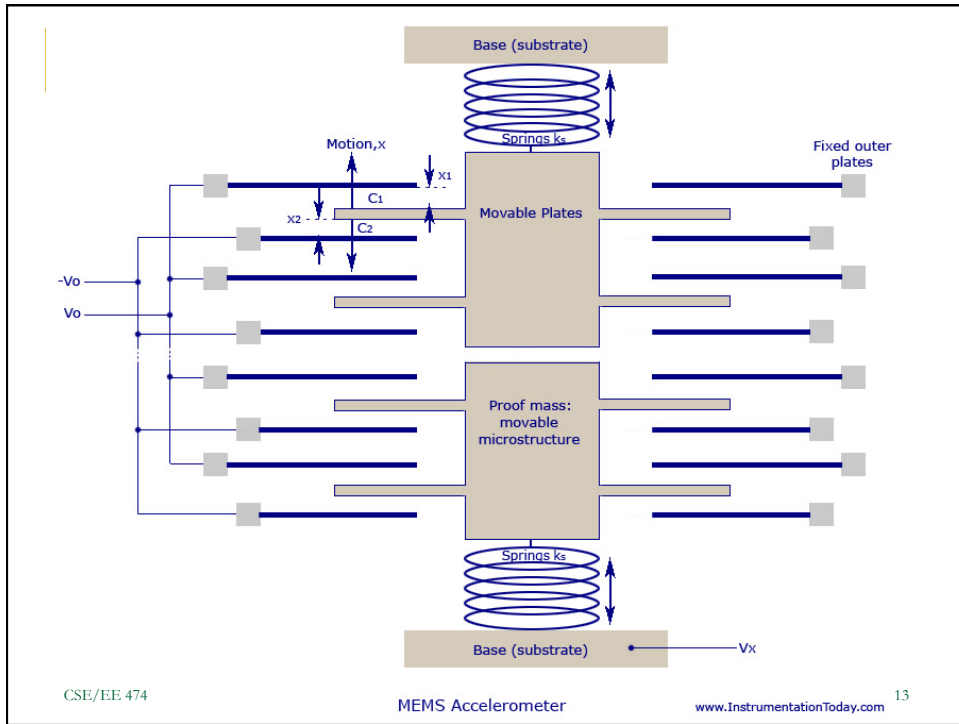 Base (substrate)
Springs ks
Motion,x
Fixed outer
plates
x1
C1
x2
Movable Plates
C2
-Vo
Vo
Proof mass:
movable
microstructure
Springs ks
Base (substrate)
Vx
CSE/EE 474
MEMS Accelerometer
www.InstrumentationToday.com
13